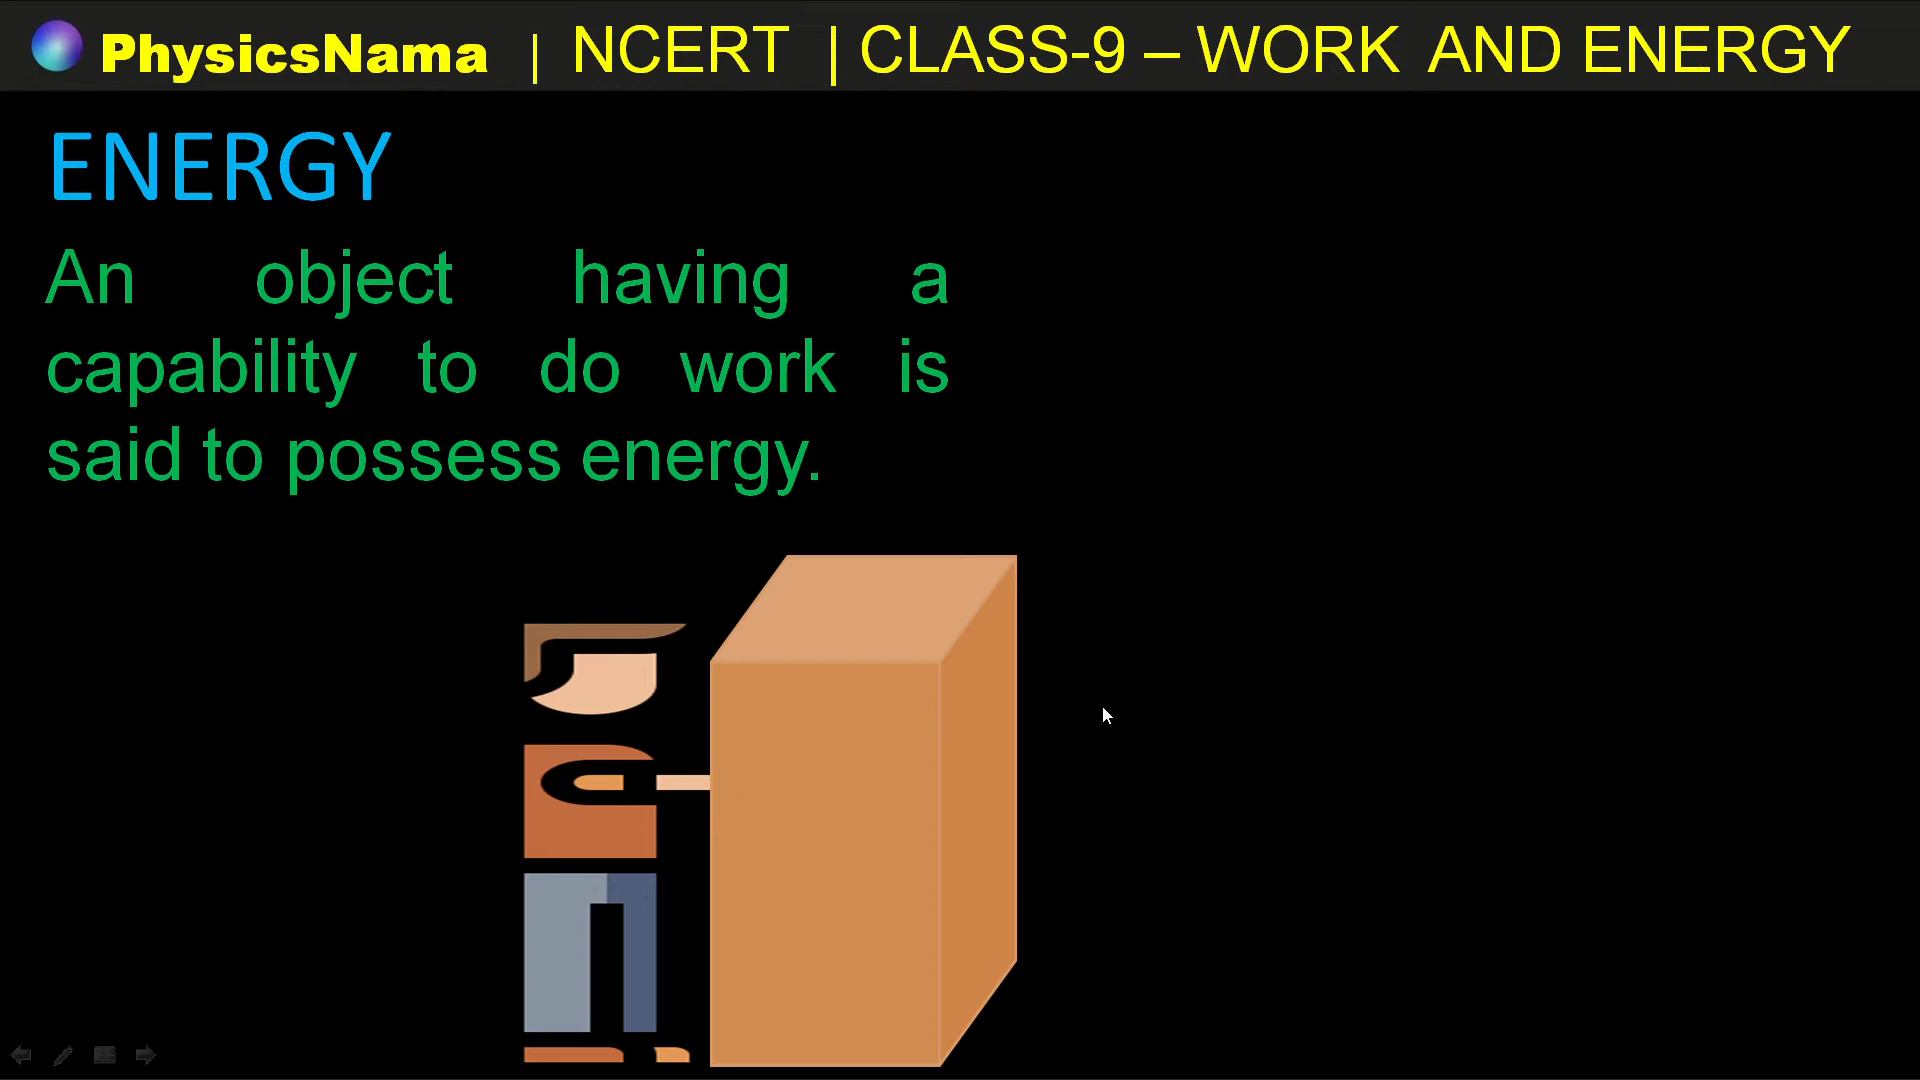 PhysicsNama | NCERT | CLASS-9 – WORK AND ENERGY
ENERGY
An object having a
capability to do work is
said to possess energy.